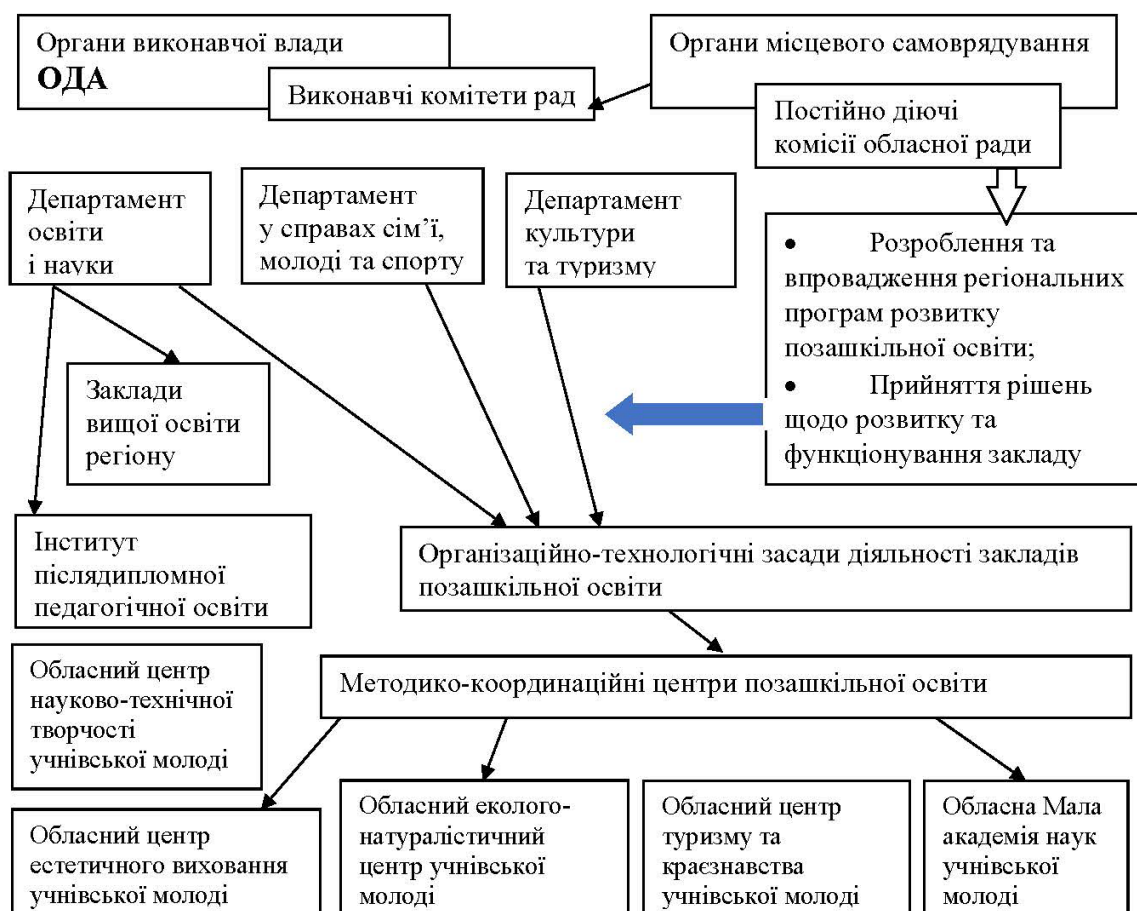 Органи виконавчої влади
ОДА
Виконавчі комітети рад
Органи місцевого самоврядування
Постійно діючі
комісії обласної ради
Департамент
освіти
і науки
Департамент
у справах сім’ї,
молоді та спорту
Департамент
культури
та туризму
• Розроблення та
впровадження регіональних
програм розвитку
позашкільної освіти;
• Прийняття рішень
щодо розвитку та
функціонування закладу
Заклади
вищої освіти
регіону
Інститут
післядипломної
педагогічної освіти
Організаційно-технологічні засади діяльності закладів
позашкільної освіти
Обласний центр
науково-технічної
творчості
учнівської молоді
Методико-координаційні центри позашкільної освіти
Обласний центр
естетичного виховання
учнівської молоді
Обласний еколого-
натуралістичний
центр учнівської
молоді
Обласний центр
туризму та
краєзнавства
учнівської молоді
Обласна Мала
академія наук
учнівської
молоді